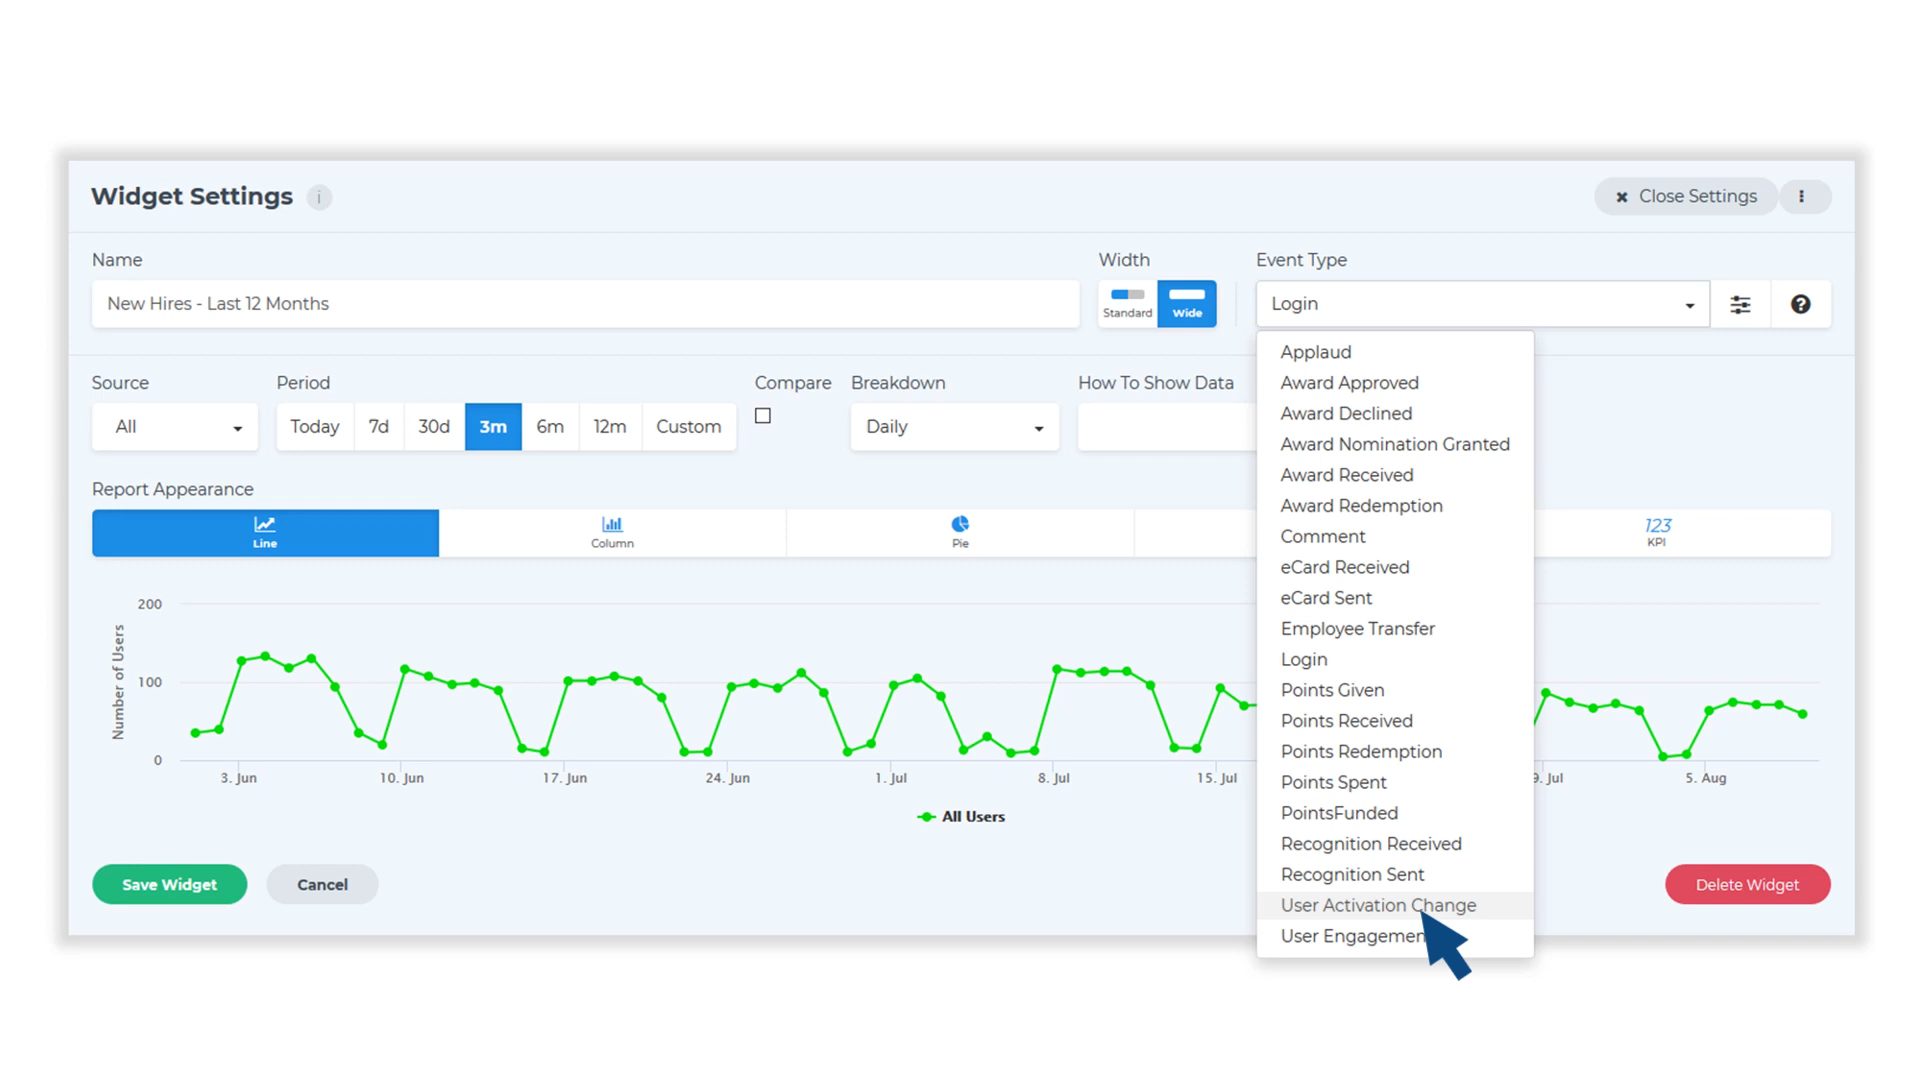 Widget Settings i
Close Settings
Name
Width
Event Type
New Hires - Last 12 Months
Standard
Wide
Login
?
Applaud
Award Approved
Award Declined
Award Nomination Granted
Award Received
Award Redemption
Comment
eCard Received
eCard Sent
Employee Transfer
Login
Points Given
Points Received
Points Redemption
Points Spent
PointsFunded
Recognition Received
Recognition Sent
User Activation Change
User Engagemen
Source
Period
Compare
Breakdown
How To Show Data
All
Today 7d 30d 3m 6m 12m Custom
Daily
Report Appearance
Line
Column
Pie
123
KPI
Number of Users
200
100
0
3. Jun 10. Jun 17. Jun 24. Jun 1. Jul 8. Jul 15. Jul 9. Jul 5. Aug
All Users
Save Widget
Cancel
Delete Widget